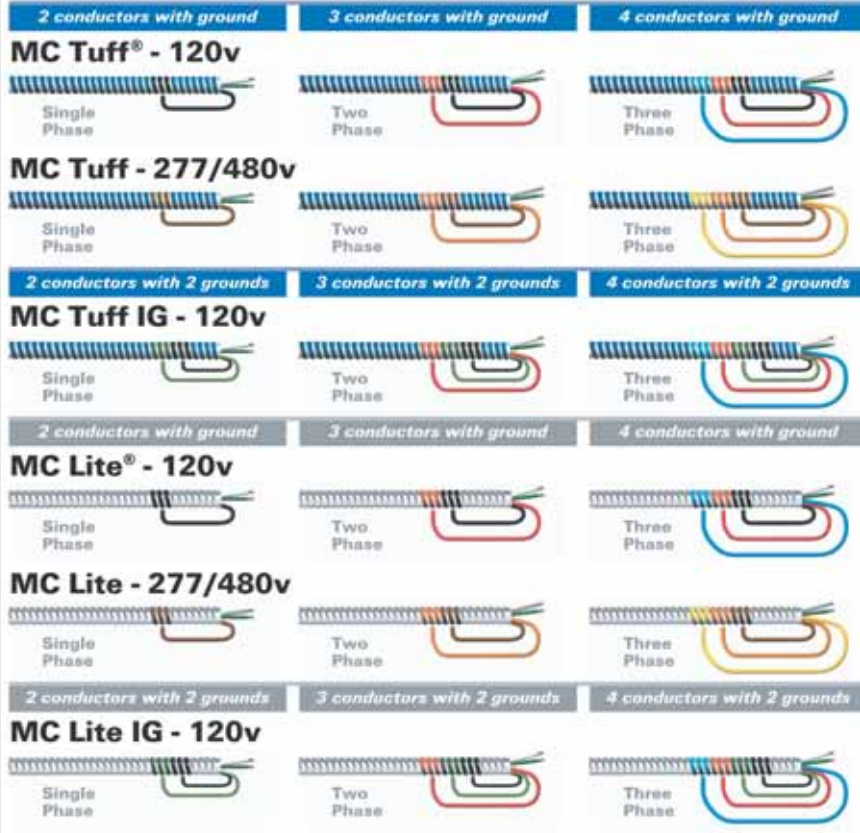 2 conductors with ground 3 conductors with ground 4 conductors with ground
MC Tuff® - 120v
Single Two Three
Phase Phase Phase
MC Tuff - 277/480v
Single Two Three
Phase Phase Phase
2 conductors with 2 grounds 3 conductors with 2 grounds 4 conductors with 2 grounds
MC Tuff IG - 120v
Single Two Three
Phase Phase Phase
2 conductors with ground 3 conductors with ground 4 conductors with ground
MC Lite® - 120v
Single Two Three
Phase Phase Phase
MC Lite - 277/480v
Single Two Three
Phase Phase Phase
2 conductors with 2 grounds 3 conductors with 2 grounds 4 conductors with 2 grounds
MC Lite IG - 120v
Single Two Three
Phase Phase Phase